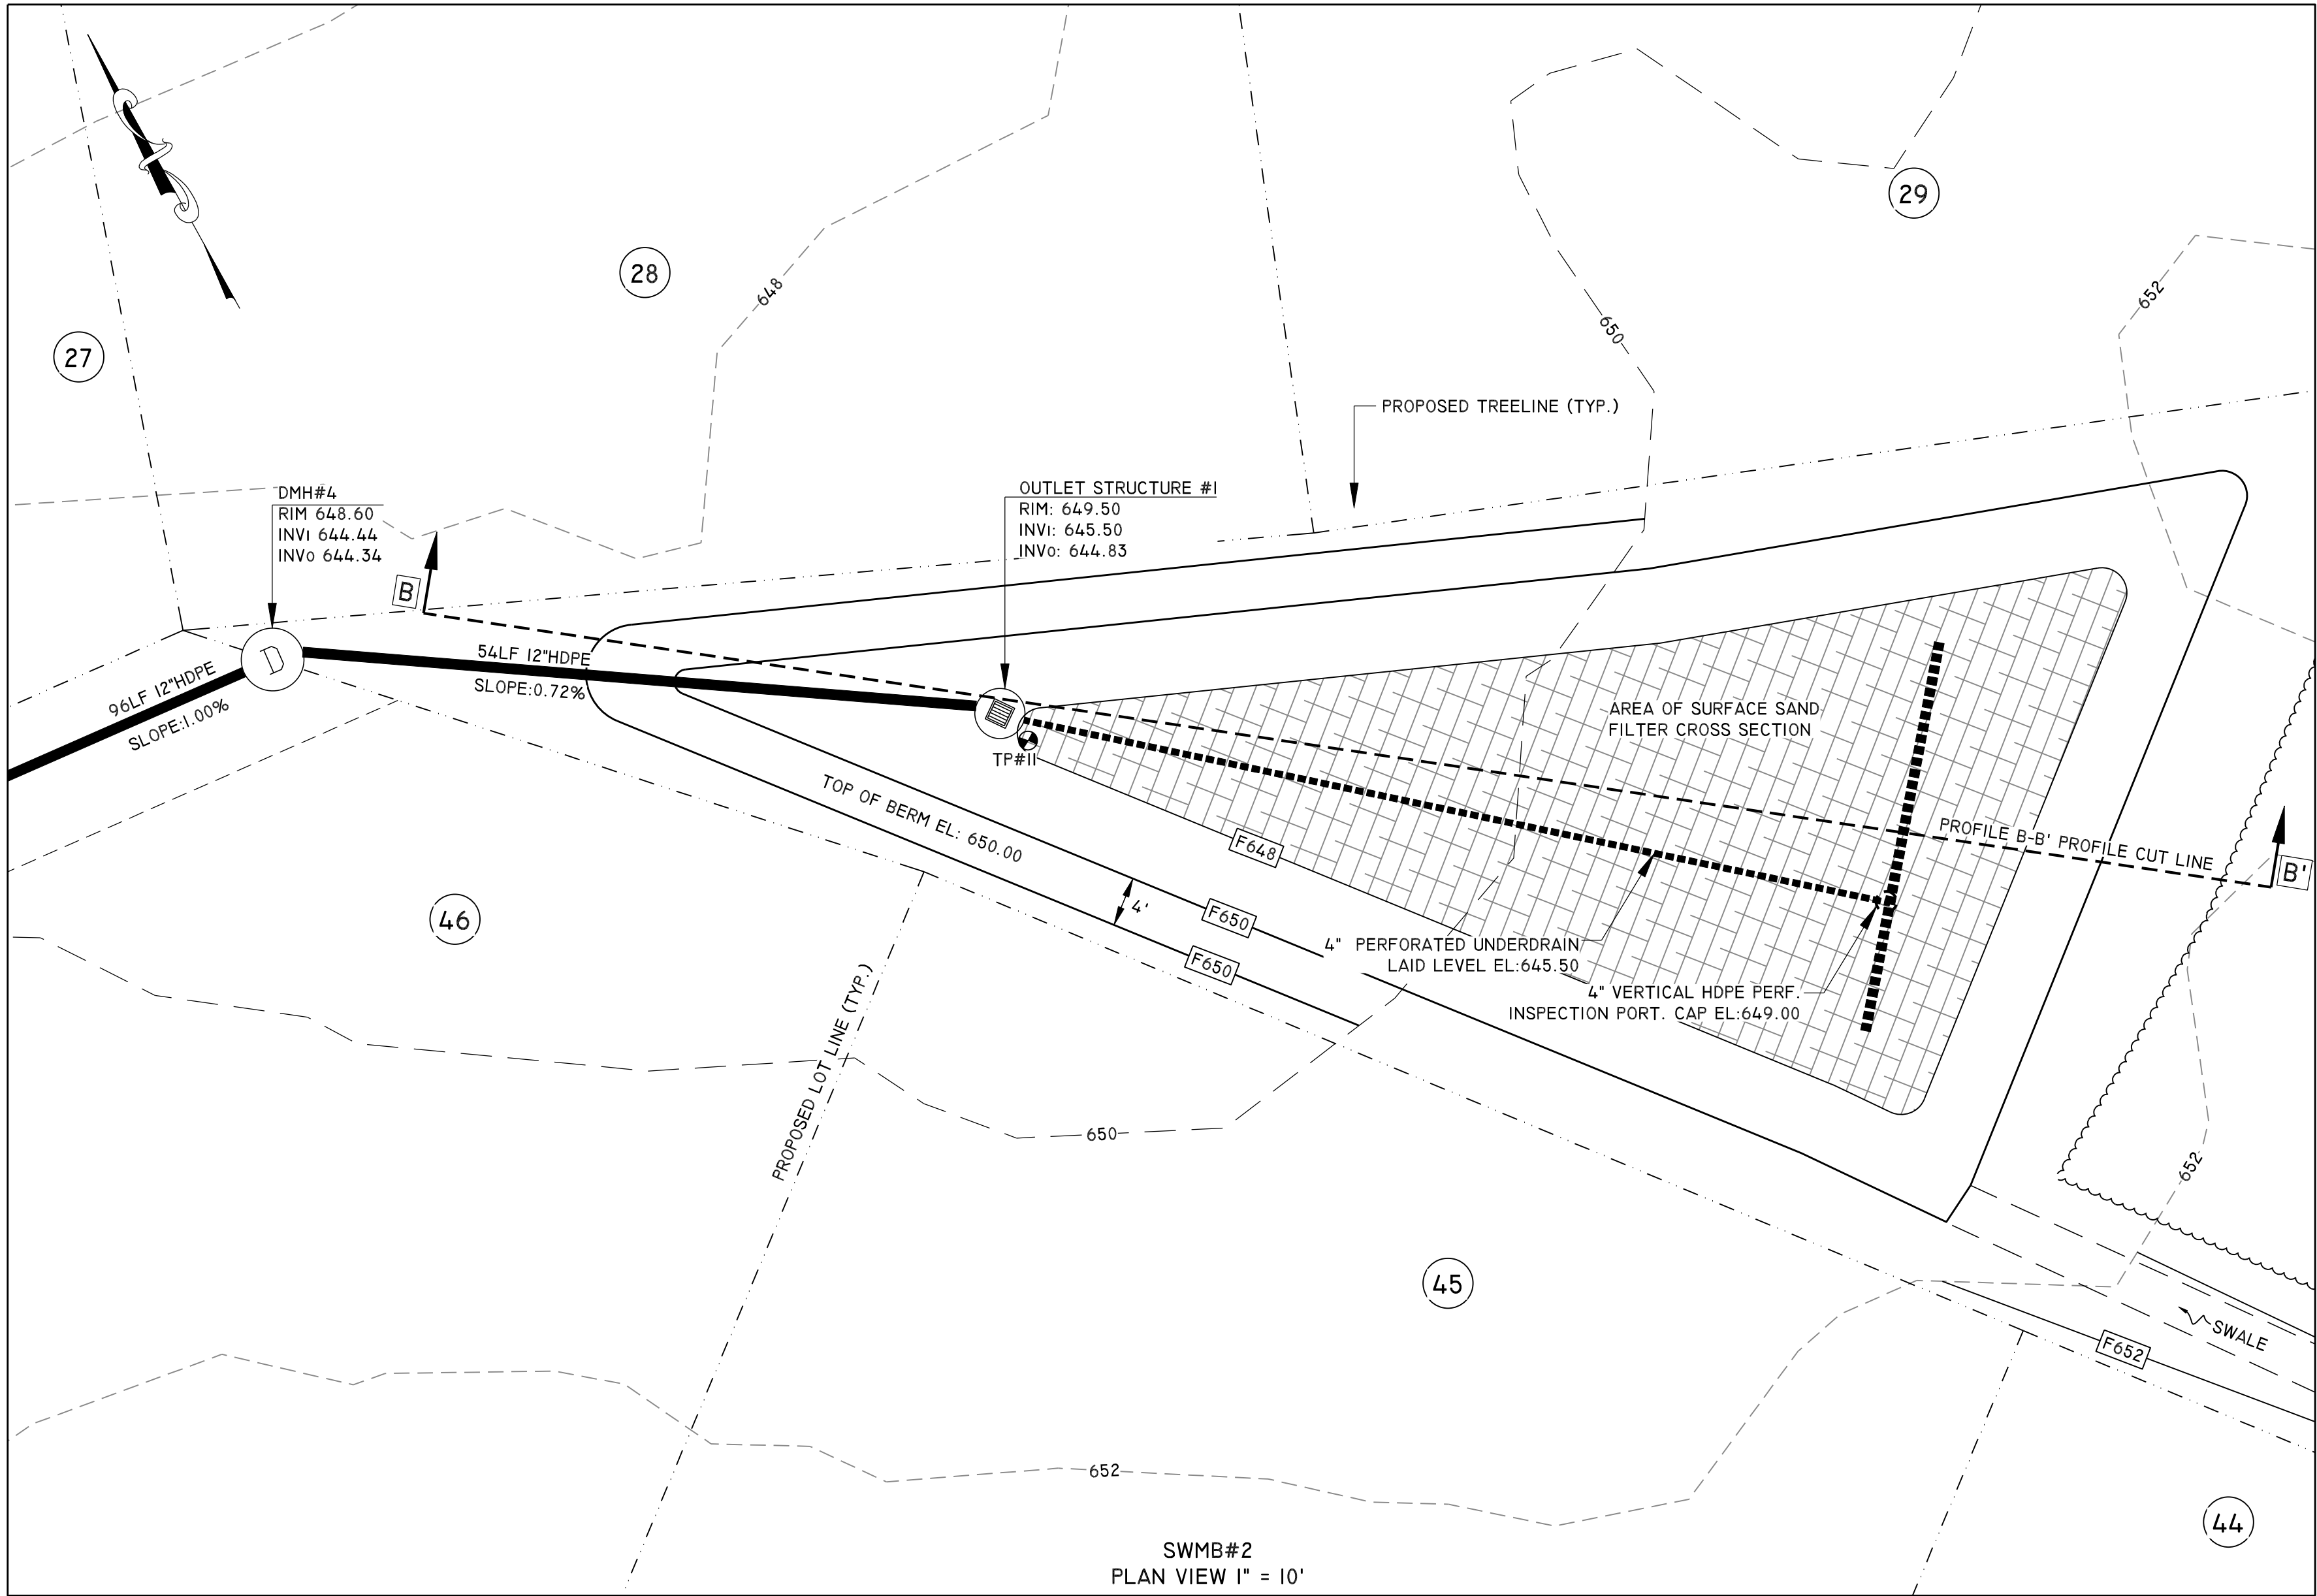 29
28
648
652
27
650
PROPOSED TREELINE (TYP.)
DMH#4
RIM 648.60
INVI 644.44
INVO 644.34
OUTLET STRUCTURE #1
RIM: 649.50
INVI: 645.50
INVO: 644.83
B
54LF 12"HDPE
SLOPE:0.72%
96LF 12"HDPE
SLOPE:1.00%
D
TP#11
AREA OF SURFACE SAND
FILTER CROSS SECTION
TOP OF BERM EL: 650.00
F648
PROFILE B-B' PROFILE CUT LINE
B'
46
4'
F650
F650
4" PERFORATED UNDERDRAIN
LAID LEVEL EL:645.50
4" VERTICAL HDPE PERF.
INSPECTION PORT. CAP EL:649.00
PROPOSED LOT LINE (TYP.)
650
652
45
SWALE
F652
652
44
SWMB#2
PLAN VIEW 1" = 10'